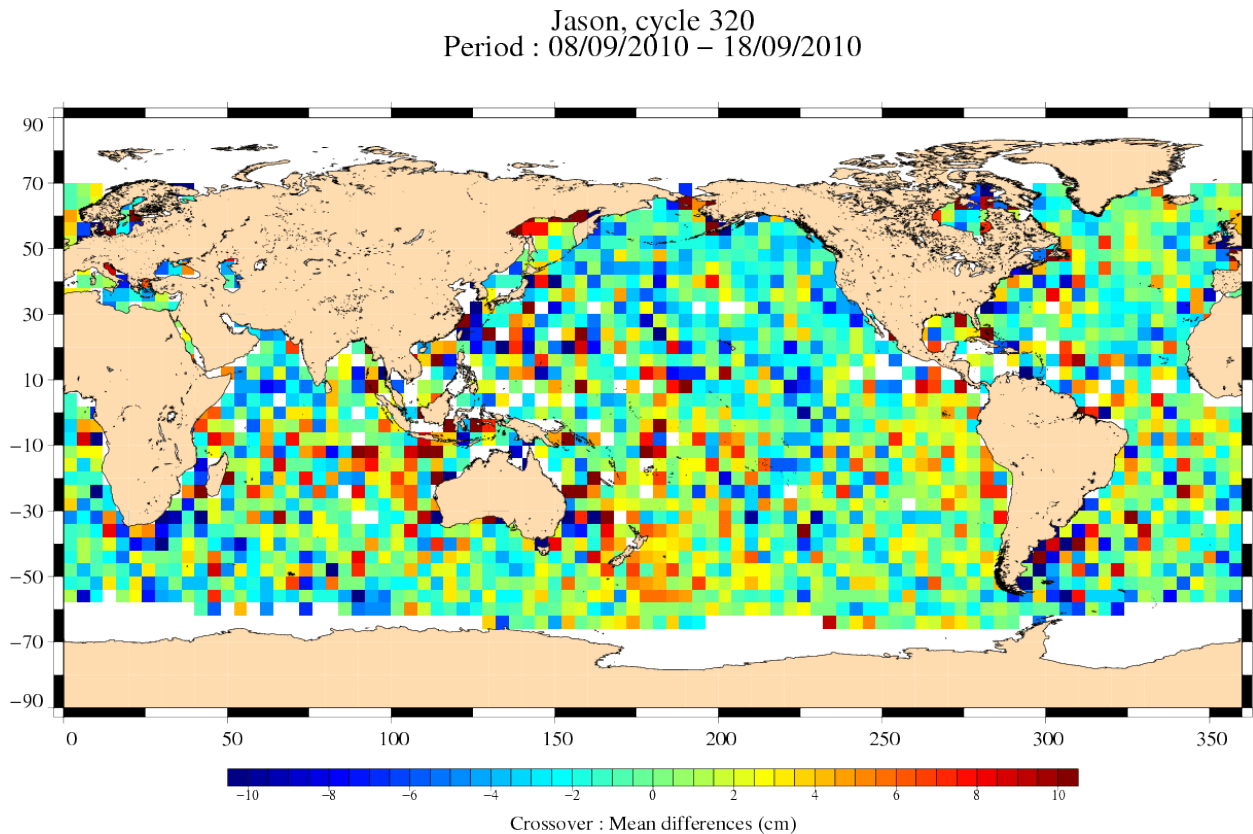 Jason, cycle 320
Period : 08/09/2010 – 18/09/2010
90
70
50
30
10
−10
−30
−50
−70
−90
0 50 100 150 200 250 300 350
−10 −8 −6 −4 −2 0 2 4 6 8 10
Crossover : Mean differences (cm)